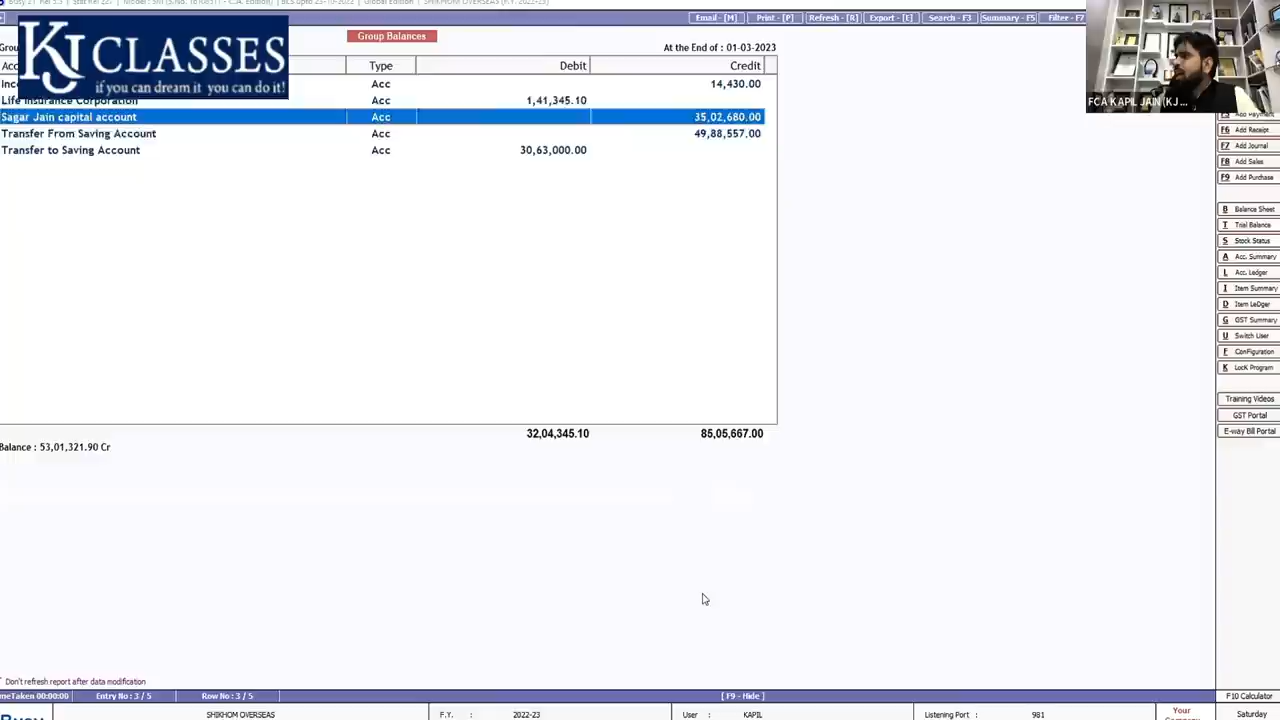 Email - [M] Print - [P] Refresh - [R] Export - [E] Search - F3 Summary - F5 Filter - F7
KJ CLASSES
if you can dream it you can do it!
Group Balances
At the End of : 01-03-2023
Type Debit Credit
Acc 14,430.00
Life Insurance Corporation Acc 1,41,345.10
Sagar Jain capital account Acc 35,02,680.00
Transfer From Saving Account Acc 49,88,557.00
Transfer to Saving Account Acc 30,63,000.00
32,04,345.10 85,05,667.00
Balance : 53,01,321.90 Cr
FCA KAPIL JAIN (KJ ...
F5 Add Payment
F6 Add Receipt
F7 Add Journal
F8 Add Sales
F9 Add Purchase
B Balance Sheet
T Trial Balance
S Stock Status
A Acc. Summary
L Acc. Ledger
I Item Summary
D Item LeDger
G GST Summary
U Switch User
F ConFiguration
K LocK Program
Training Videos
GST Portal
E-way Bill Portal
Don't refresh report after data modification
meTaken 00:00:00 Entry No : 3 / 5 Row No : 3 / 5 [ F9 - Hide ] F10 Calculator
SHIKHOM OVERSEAS F.Y. : 2022-23 User : KAPIL Listening Port : 981 Your Saturday